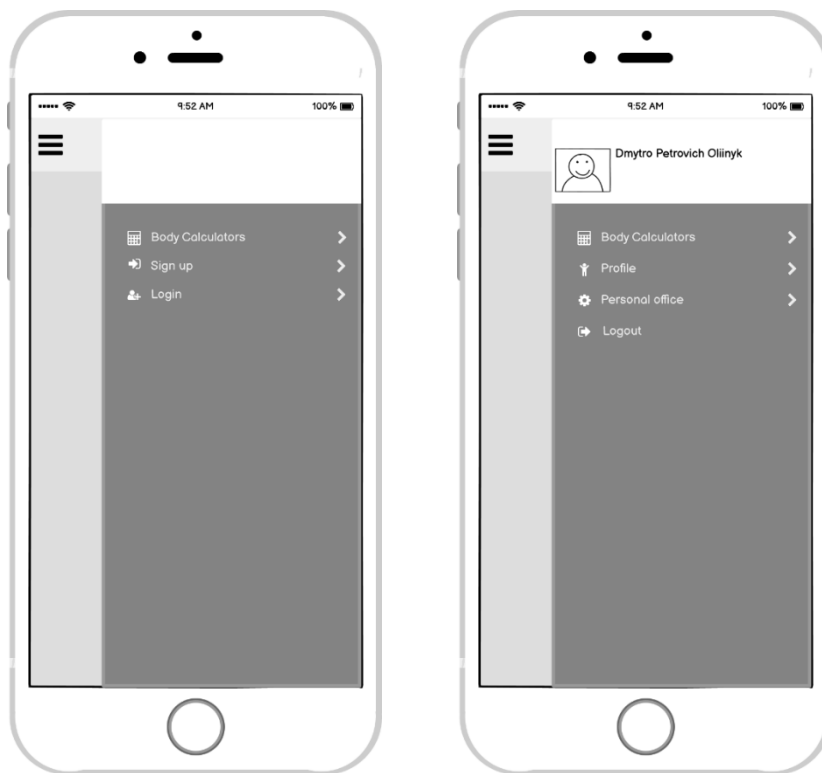 9:52 AM 100%
Body Calculators
Sign up
Login
9:52 AM 100%
Dmytro Petrovich Oliinyk
Body Calculators
Profile
Personal office
Logout